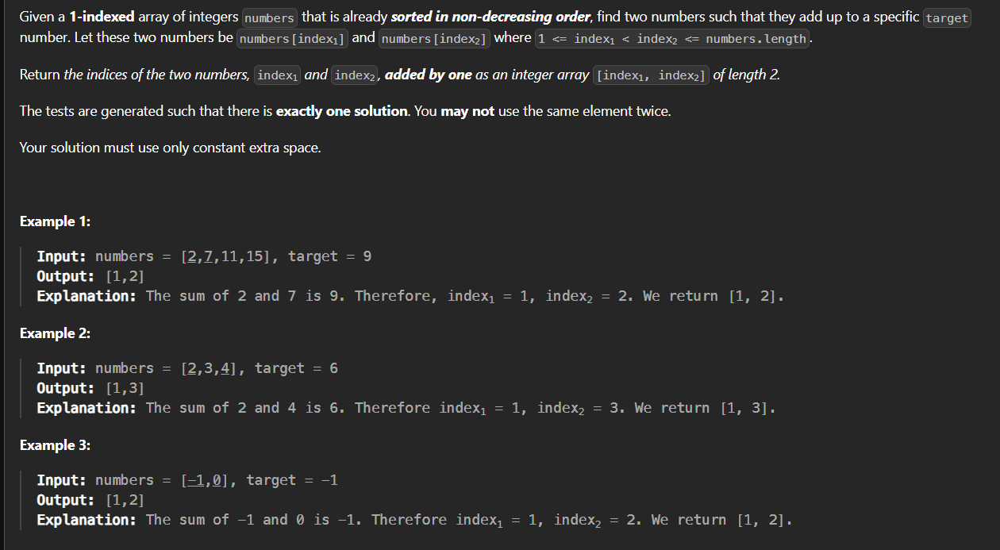 Given a 1-indexed array of integers numbers that is already sorted in non-decreasing order, find two numbers such that they add up to a specific target
number. Let these two numbers be numbers[index₁] and numbers[index₂] where 1 <= index₁ < index₂ <= numbers.length.
Return the indices of the two numbers, index₁ and index₂, added by one as an integer array [index₁, index₂] of length 2.
The tests are generated such that there is exactly one solution. You may not use the same element twice.
Your solution must use only constant extra space.
Example 1:
Input: numbers = [2,7,11,15], target = 9
Output: [1,2]
Explanation: The sum of 2 and 7 is 9. Therefore, index₁ = 1, index₂ = 2. We return [1, 2].
Example 2:
Input: numbers = [2,3,4], target = 6
Output: [1,3]
Explanation: The sum of 2 and 4 is 6. Therefore index₁ = 1, index₂ = 3. We return [1, 3].
Example 3:
Input: numbers = [-1,0], target = -1
Output: [1,2]
Explanation: The sum of -1 and 0 is -1. Therefore index₁ = 1, index₂ = 2. We return [1, 2].